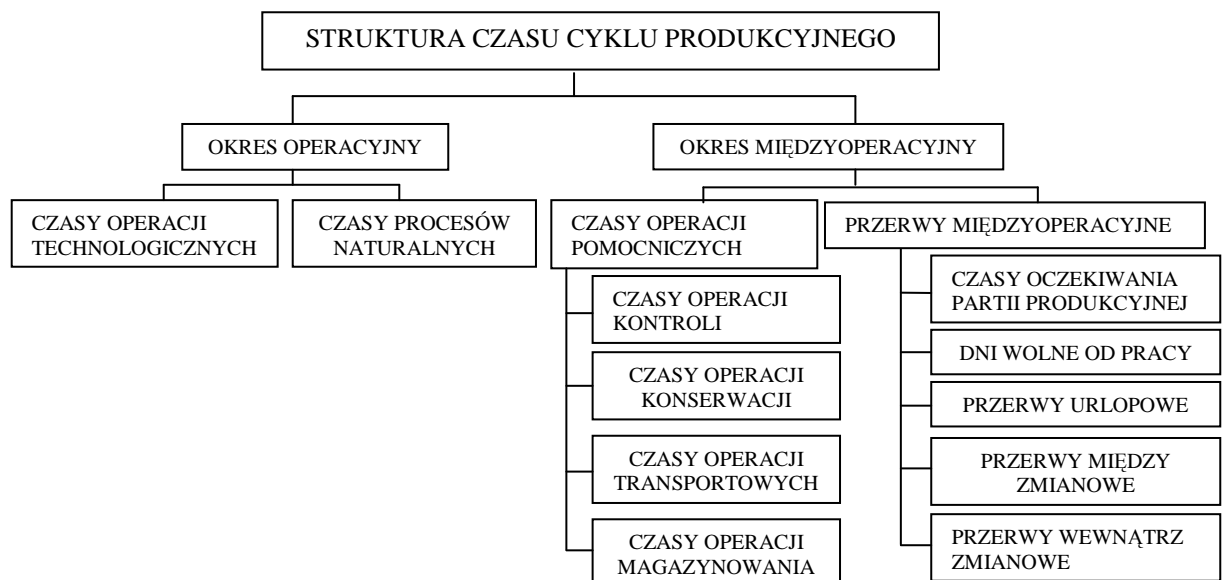 STRUKTURA CZASU CYKLU PRODUKCYJNEGO
OKRES OPERACYJNY
OKRES MIĘDZYOPERACYJNY
CZASY OPERACJI
TECHNOLOGICZNYCH
CZASY PROCESÓW
NATURALNYCH
CZASY OPERACJI
POMOCNICZYCH
PRZERWY MIĘDZYOPERACYJNE
CZASY OPERACJI
KONTROLI
CZASY OPERACJI
KONSERWACJI
CZASY OPERACJI
TRANSPORTOWYCH
CZASY OPERACJI
MAGAZYNOWANIA
CZASY OCZEKIWANIA
PARTII PRODUKCYJNEJ
DNI WOLNE OD PRACY
PRZERWY URLOPOWE
PRZERWY MIĘDZY
ZMIANOWE
PRZERWY WEWNĄTRZ
ZMIANOWE